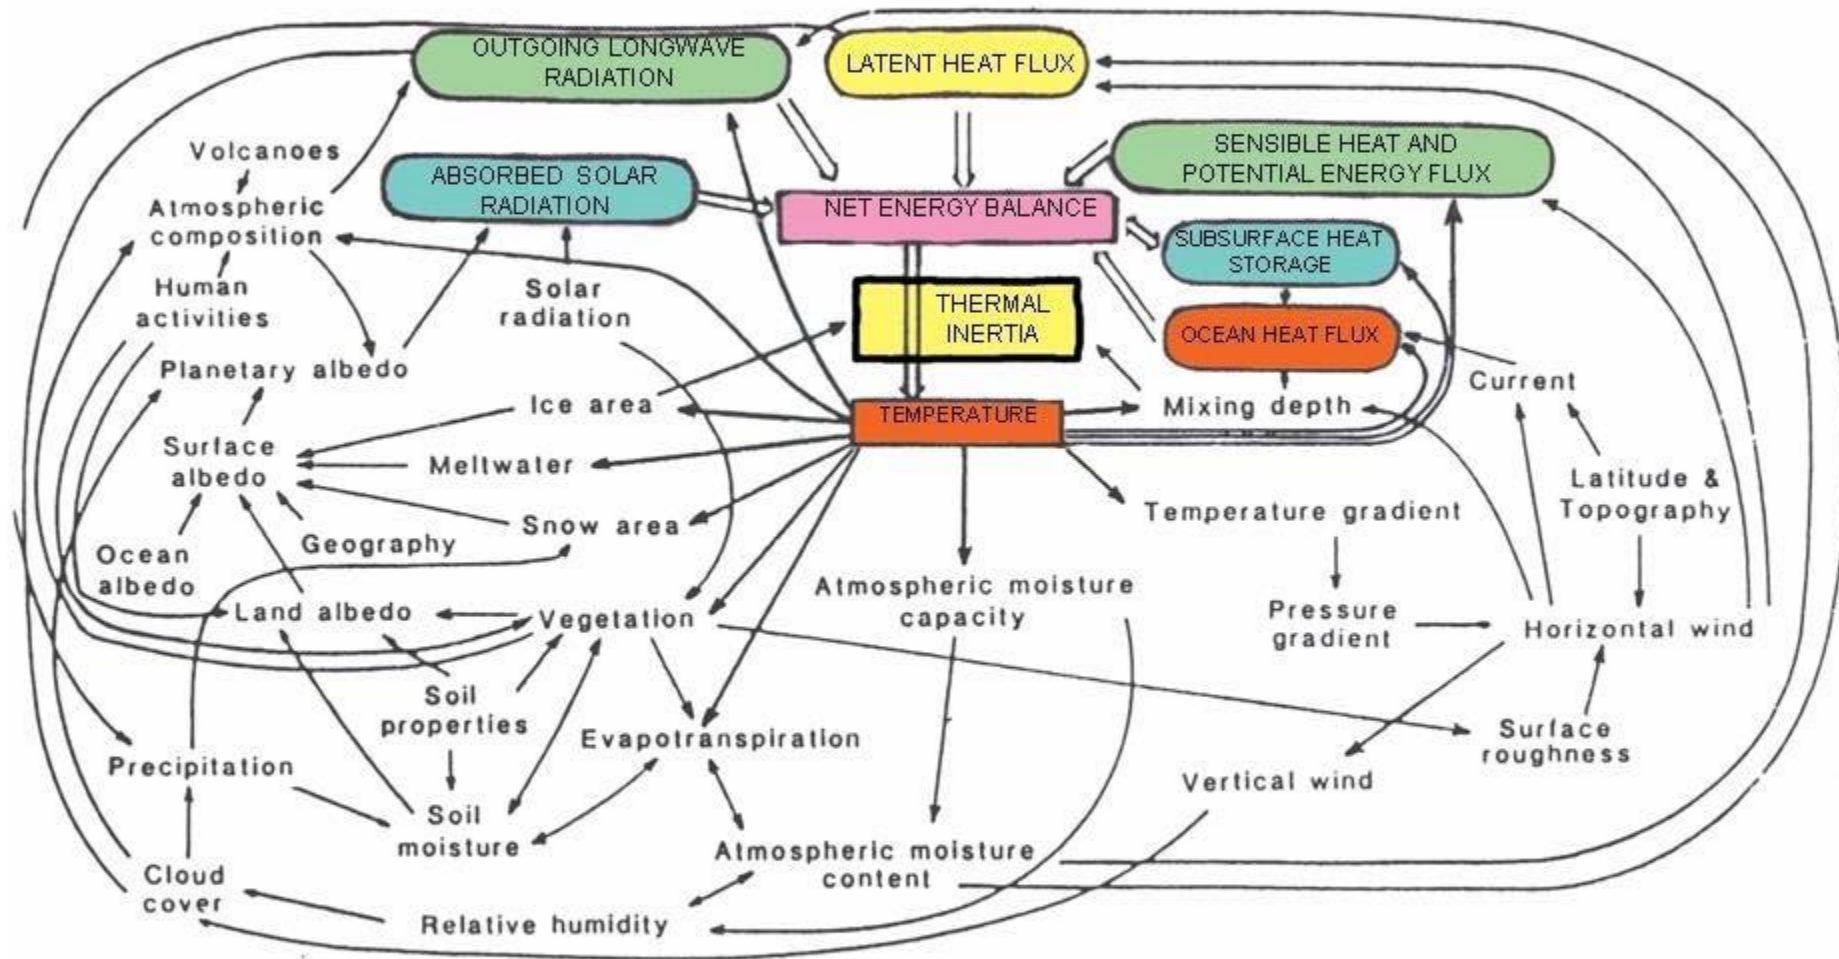 OUTGOING LONGWAVE
RADIATION
LATENT HEAT FLUX
SENSIBLE HEAT AND
POTENTIAL ENERGY FLUX
Volcanoes
ABSORBED SOLAR
RADIATION
NET ENERGY BALANCE
Atmospheric
composition
SUBSURFACE HEAT
STORAGE
Human
activities
Solar
radiation
THERMAL
INERTIA
OCEAN HEAT FLUX
Planetary albedo
Current
Ice area
TEMPERATURE
Mixing depth
Surface
albedo
Meltwater
Latitude &
Topography
Temperature gradient
Snow area
Geography
Ocean
albedo
Land albedo
Vegetation
Atmospheric moisture
capacity
Pressure
gradient
Horizontal wind
Soil
properties
Evapotranspiration
Surface
roughness
Precipitation
Vertical wind
Soil
moisture
Atmospheric moisture
content
Cloud
cover
Relative humidity